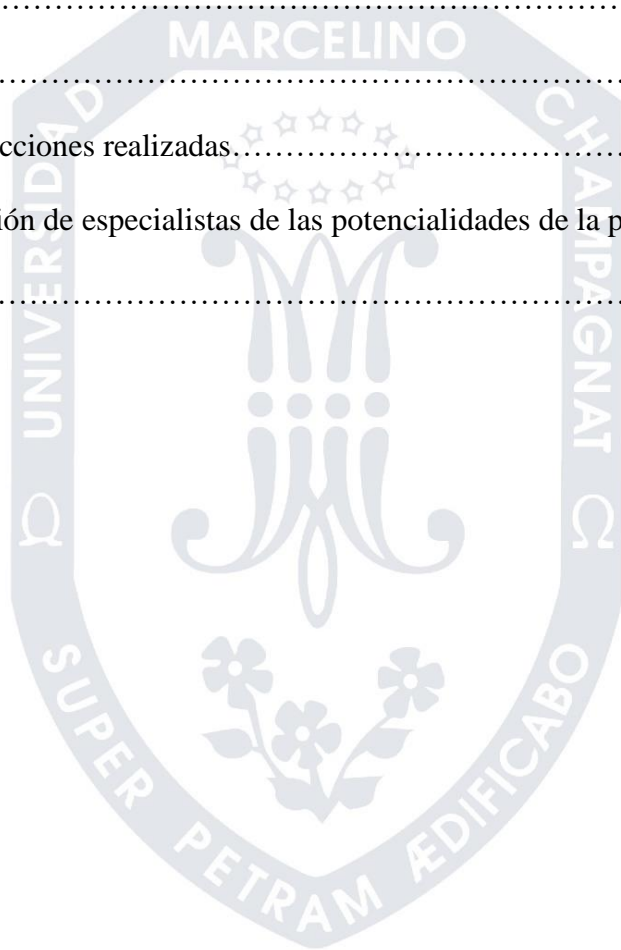 …………………………………………………………………
MARCELINO
…………………………………………………………………
cciones realizadas…………………………………
ión de especialistas de las potencialidades de la p
…………………………………………………………………
UNIVERSIDAD
CHAMPAGNAT
Ω Ω
SUPER PETRAM ÆDIFICABO